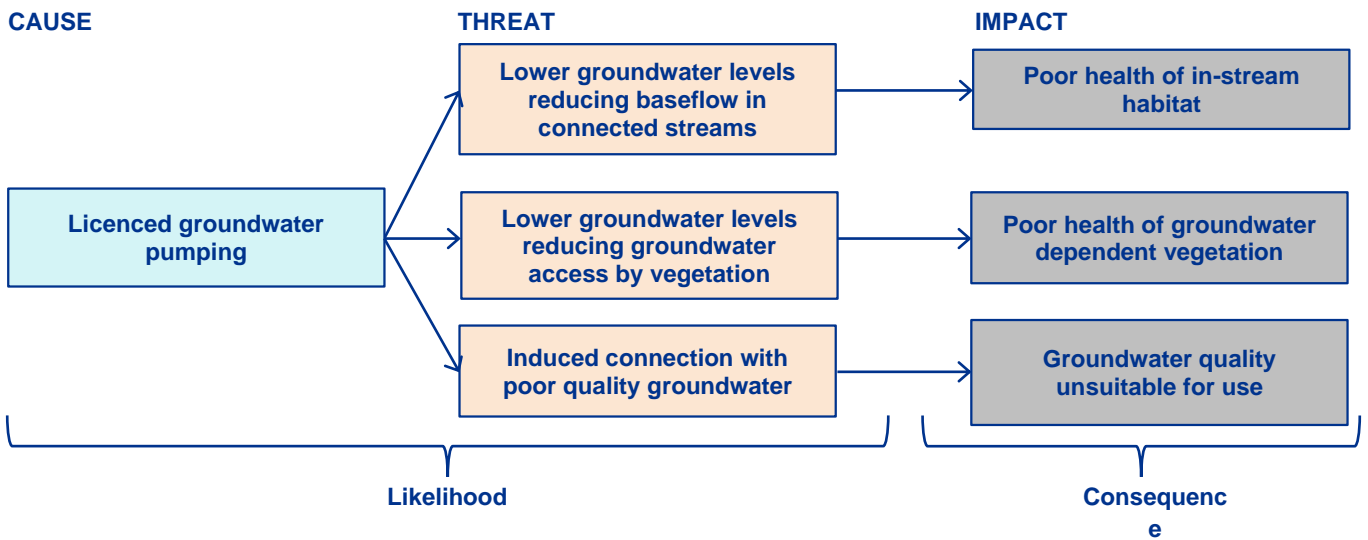 CAUSE
THREAT
IMPACT
Lower groundwater levels
reducing baseflow in
connected streams
Poor health of in-stream
habitat
Licenced groundwater
pumping
Lower groundwater levels
reducing groundwater
access by vegetation
Poor health of groundwater
dependent vegetation
Induced connection with
poor quality groundwater
Groundwater quality
unsuitable for use
Likelihood
Consequenc
e